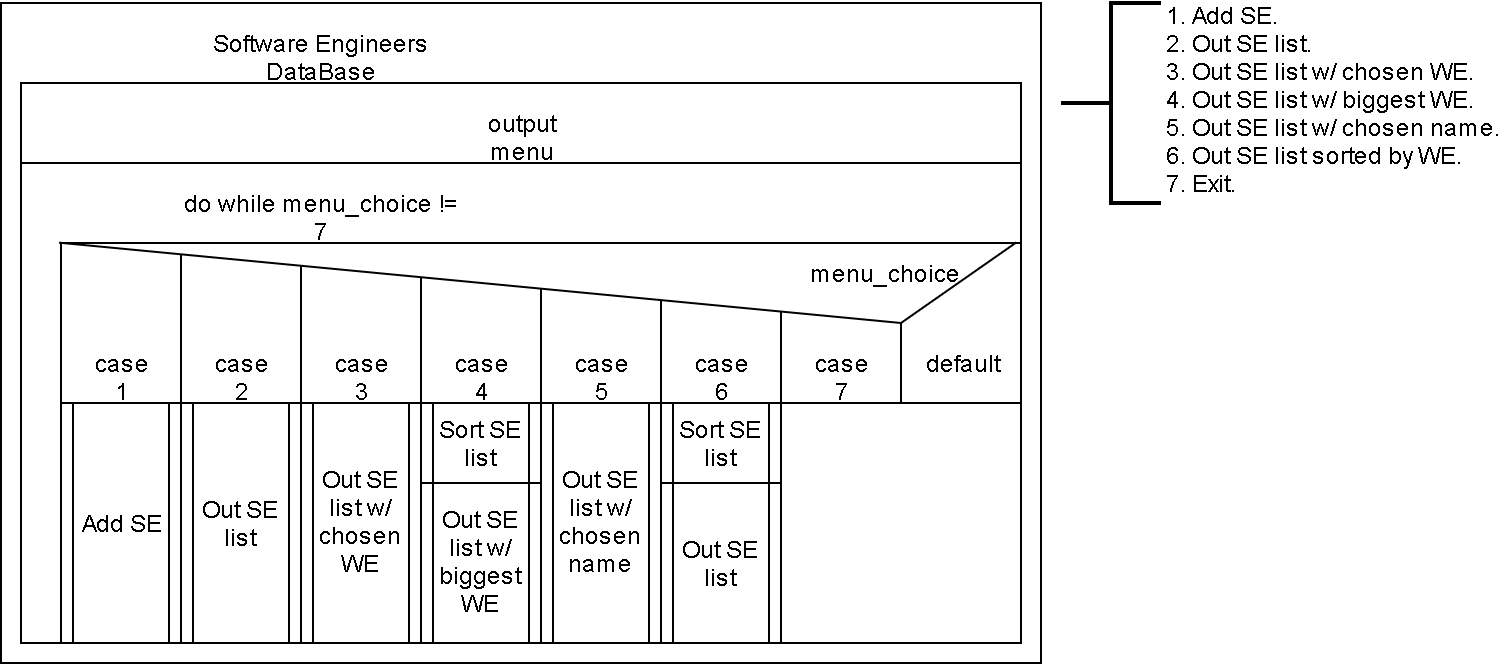 Software Engineers
DataBase
output
menu
do while menu_choice !=
7
menu_choice
case
1
case
2
case
3
case
4
case
5
case
6
case
7
default
Add SE
Out SE
list
Out SE
list w/
chosen
WE
Sort SE
list
Out SE
list w/
biggest
WE
Out SE
list w/
chosen
name
Sort SE
list
Out SE
list
1. Add SE.
2. Out SE list.
3. Out SE list w/ chosen WE.
4. Out SE list w/ biggest WE.
5. Out SE list w/ chosen name.
6. Out SE list sorted by WE.
7. Exit.